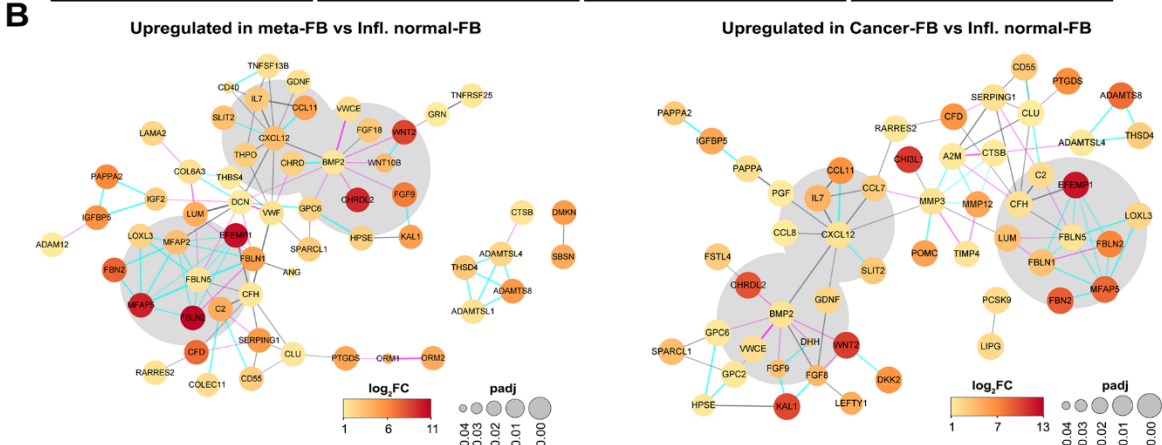 B
Upregulated in meta-FB vs Infl. normal-FB
TNFSF13B
CD40
GDNF
IL7
CCL11
SLIT2
CXCL12
VWCE
FGF18
WNT2
TNFRSF25
GRN
LAMA2
THPO
CHRD
BMP2
WNT10B
COL6A3
THBS4
PAPPA2
IGF2
CHRDL2
FGF9
DCN
VWF
GPC6
IGFBP5
LUM
ADAM12
LOXL3
MFAP2
EFEMP1
SPARCL1
HPSE
KAL1
CTSB
DMKN
FBN2
FBLN1
ANG
FBLN5
ADAMTSL4
SBSN
THSD4
MFAP5
CFH
ADAMTS8
FBLN2
C2
ADAMTSL1
SERPING1
CFD
CLU
PTGDS
ORM1
ORM2
RARRES2
COLEC11
CD55
log2FC
1 6 11
padj
0.04 0.03 0.02 0.01 0.00
Upregulated in Cancer-FB vs Infl. normal-FB
CD55
PTGDS
SERPING1
ADAMTS8
PAPPA2
CFD
CLU
RARRES2
IGFBP5
ADAMTSL4
THSD4
CHI3L1
A2M
CTSB
PAPPA
CCL11
C2
EFEMP1
PGF
IL7
CCL7
MMP3
MMP12
CFH
LOXL3
CCL8
CXCL12
LUM
FBLN5
FBLN2
POMC
TIMP4
FSTL4
SLIT2
FBLN1
CHRDL2
MFAP5
GDNF
PCSK9
FBN2
BMP2
GPC6
DHH
WNT2
LIPG
SPARCL1
VWCE
GPC2
FGF9
FGF8
DKK2
HPSE
KAL1
LEFTY1
log2FC
1 7 13
padj
0.04 0.03 0.02 0.01 0.00